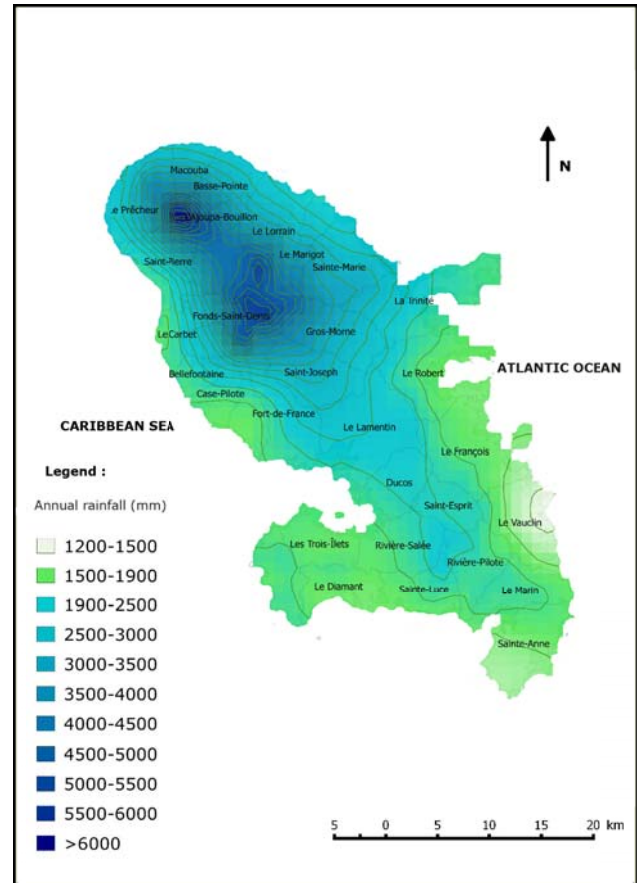 N
Macouba
Basse-Pointe
Le Prêcheur
L'Ajoupa-Bouillon
Le Lorrain
Le Marigot
Saint-Pierre
Sainte-Marie
La Trinité
Fonds-Saint-Denis
Gros-Morne
Le Carbet
Bellefontaine
Saint-Joseph
Le Robert
ATLANTIC OCEAN
Case-Pilote
Fort-de-France
CARIBBEAN SEA
Le Lamentin
Le François
Legend :
Ducos
Annual rainfall (mm)
Saint-Esprit
Le Vauclin
Les Trois-Îlets
Rivière-Salée
Rivière-Pilote
Le Diamant
Sainte-Luce
Le Marin
Sainte-Anne
1200-1500
1500-1900
1900-2500
2500-3000
3000-3500
3500-4000
4000-4500
4500-5000
5000-5500
5500-6000
>6000
5 0 5 10 15 20 km